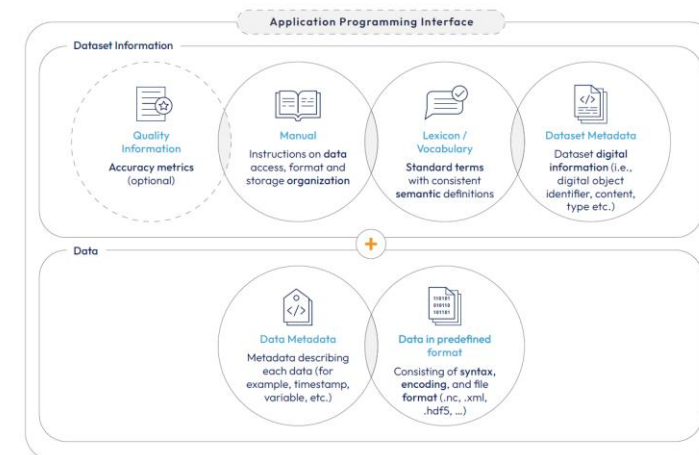 Application Programming Interface
Dataset Information
Quality
Information
Accuracy metrics
(optional)
Manual
Instructions on data
access, format and
storage organization
Lexicon /
Vocabulary
Standard terms
with consistent
semantic definitions
</>
Dataset Metadata
Dataset digital
information (i.e.,
digital object
identifier, content,
type etc.)
+
Data
</>
Data Metadata
Metadata describing
each data (for
example, timestamp,
variable, etc.)
110101
010110
101101
Data in predefined
format
Consisting of syntax,
encoding, and file
format (.nc, .xml,
.hdf5, ...)